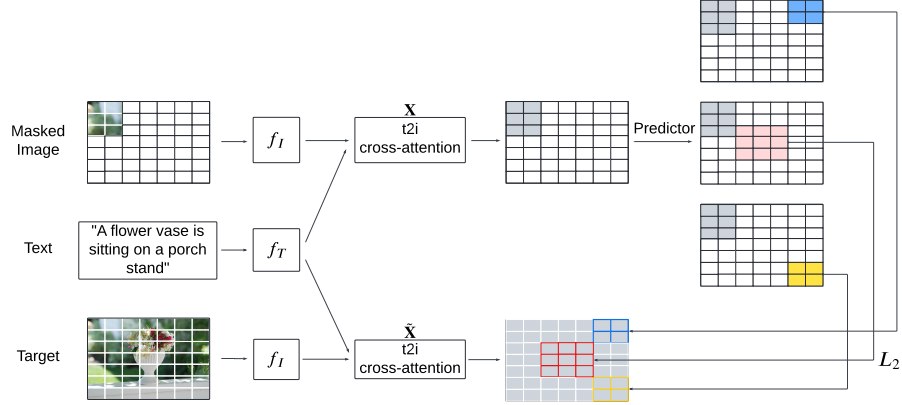 Masked
Image
f_I
X
t2i
cross-attention
Predictor
Text
"A flower vase is
sitting on a porch
stand"
f_T
Target
f_I
X̃
t2i
cross-attention
L_2